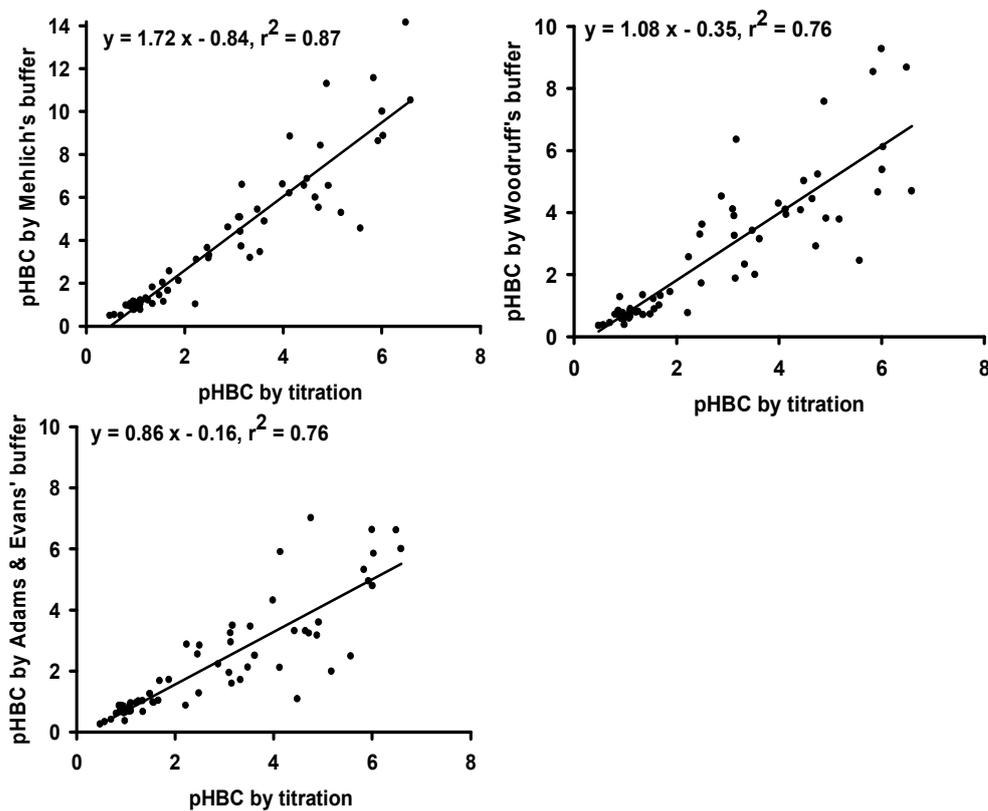 y = 1.72 x - 0.84, r² = 0.87
pHBC by Mehlich's buffer
14
12
10
8
6
4
2
0
0 2 4 6 8
pHBC by titration
y = 1.08 x - 0.35, r² = 0.76
pHBC by Woodruff's buffer
10
8
6
4
2
0
0 2 4 6 8
pHBC by titration
y = 0.86 x - 0.16, r² = 0.76
pHBC by Adams & Evans' buffer
10
8
6
4
2
0
0 2 4 6 8
pHBC by titration